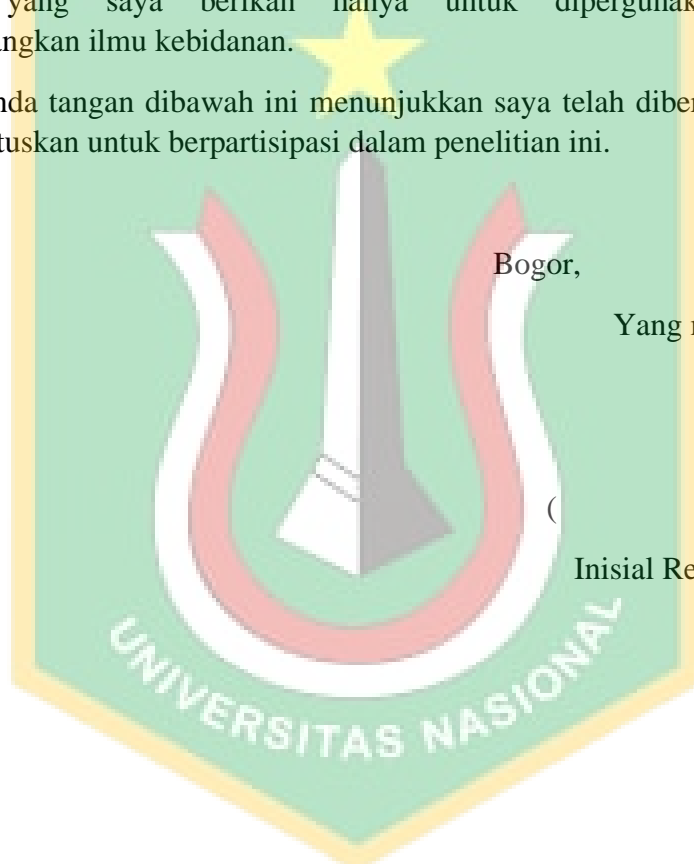 yang saya berikan hanya untuk dipergunak
angkan ilmu kebidanan.
nda tangan dibawah ini menunjukkan saya telah diber
tuskan untuk berpartisipasi dalam penelitian ini.
Bogor,
Yang
(
Inisial Re
UNIVERSITAS NASIONAL